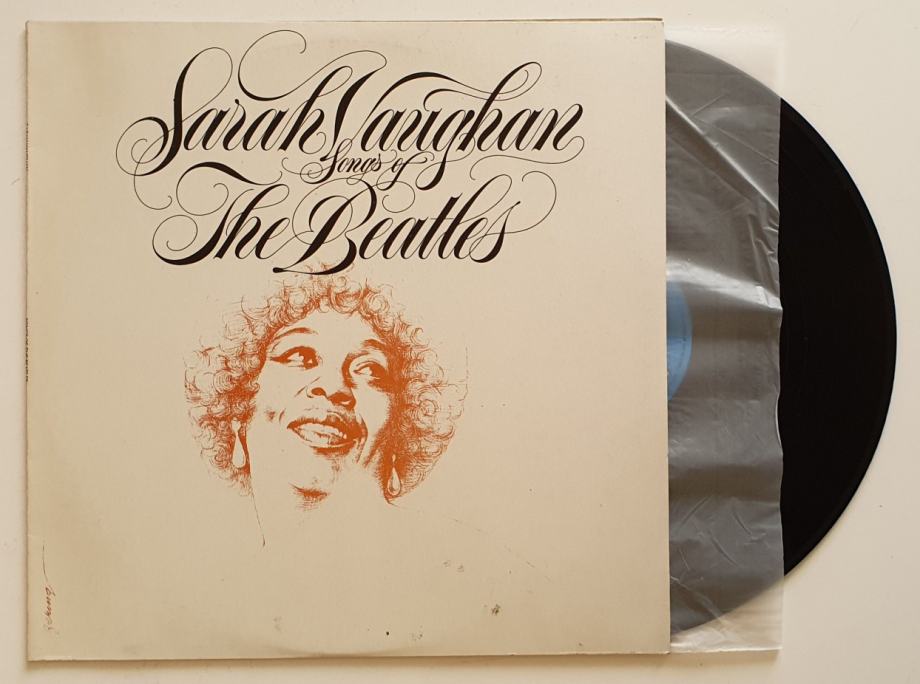 Sarah Vaughan
Songs of
The Beatles